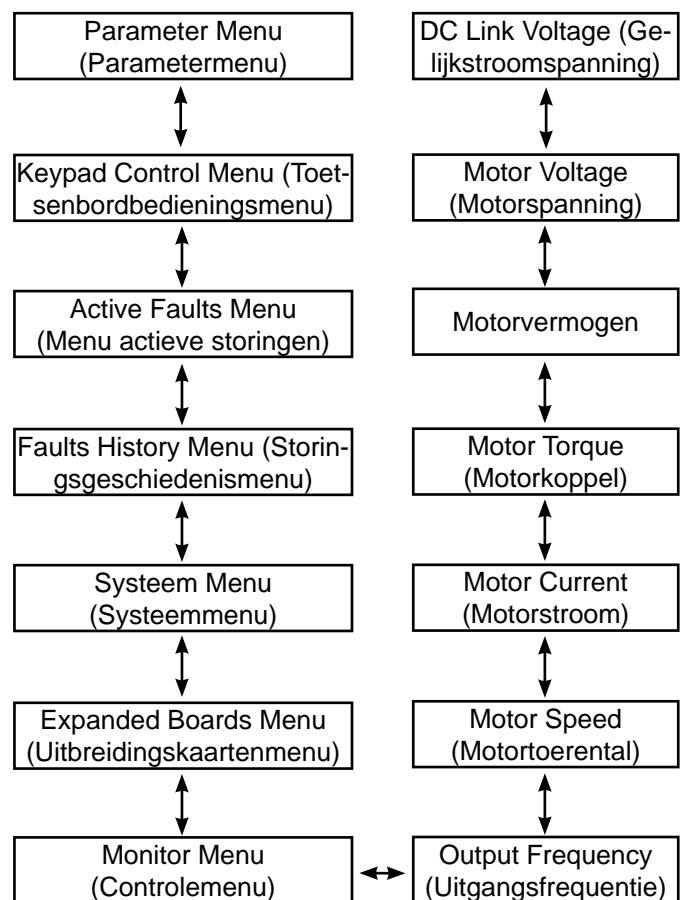 Parameter Menu
(Parametermenu)
Keypad Control Menu (Toet-
senbordbedieningsmenu)
Active Faults Menu
(Menu actieve storingen)
Faults History Menu (Storin-
gsgeschiedenismenu)
Systeem Menu
(Systeemmenu)
Expanded Boards Menu
(Uitbreidingskaartenmenu)
Monitor Menu
(Controlemenu)
DC Link Voltage (Ge-
lijkstroomspanning)
Motor Voltage
(Motorspanning)
Motorvermogen
Motor Torque
(Motorkoppel)
Motor Current
(Motorstroom)
Motor Speed
(Motortoerental)
Output Frequency
(Uitgangsfrequentie)